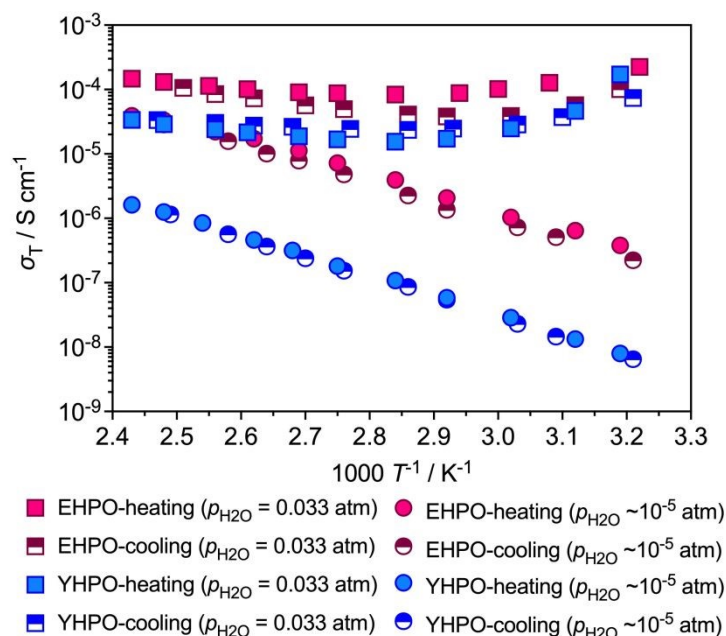 10⁻³
10⁻⁴
10⁻⁵
10⁻⁶
10⁻⁷
10⁻⁸
10⁻⁹
σT / S cm⁻¹
2.4 2.5 2.6 2.7 2.8 2.9 3.0 3.1 3.2 3.3
1000 T⁻¹ / K⁻¹
EHPO-heating (pH2O = 0.033 atm) EHPO-heating (pH2O ~10⁻⁵ atm)
EHPO-cooling (pH2O = 0.033 atm) EHPO-cooling (pH2O ~10⁻⁵ atm)
YHPO-heating (pH2O = 0.033 atm) YHPO-heating (pH2O ~10⁻⁵ atm)
YHPO-cooling (pH2O = 0.033 atm) YHPO-cooling (pH2O ~10⁻⁵ atm)